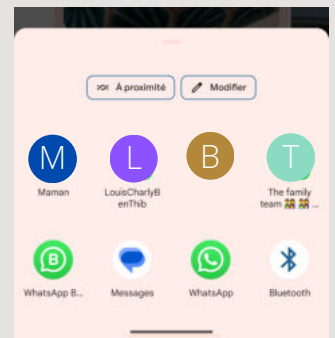 À proximité
Modifier
M
L
B
T
Maman
LouisCharlyB
enThib
The family
team 👨‍👩‍👧‍👦 👨‍👩‍👧‍👦 ...
B
WhatsApp B...
Messages
WhatsApp
Bluetooth